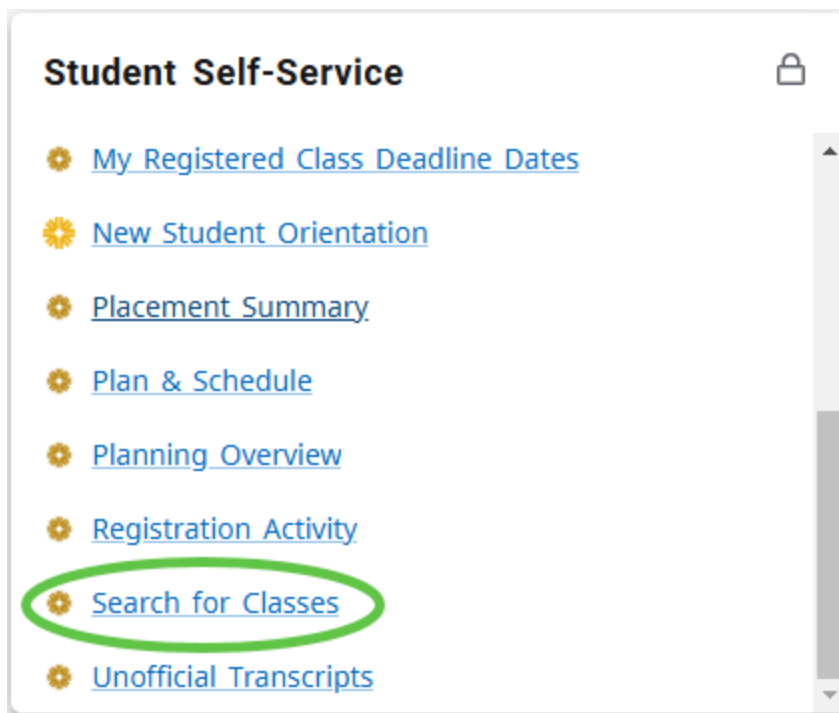 Student Self-Service
My Registered Class Deadline Dates
New Student Orientation
Placement Summary
Plan & Schedule
Planning Overview
Registration Activity
Search for Classes
Unofficial Transcripts